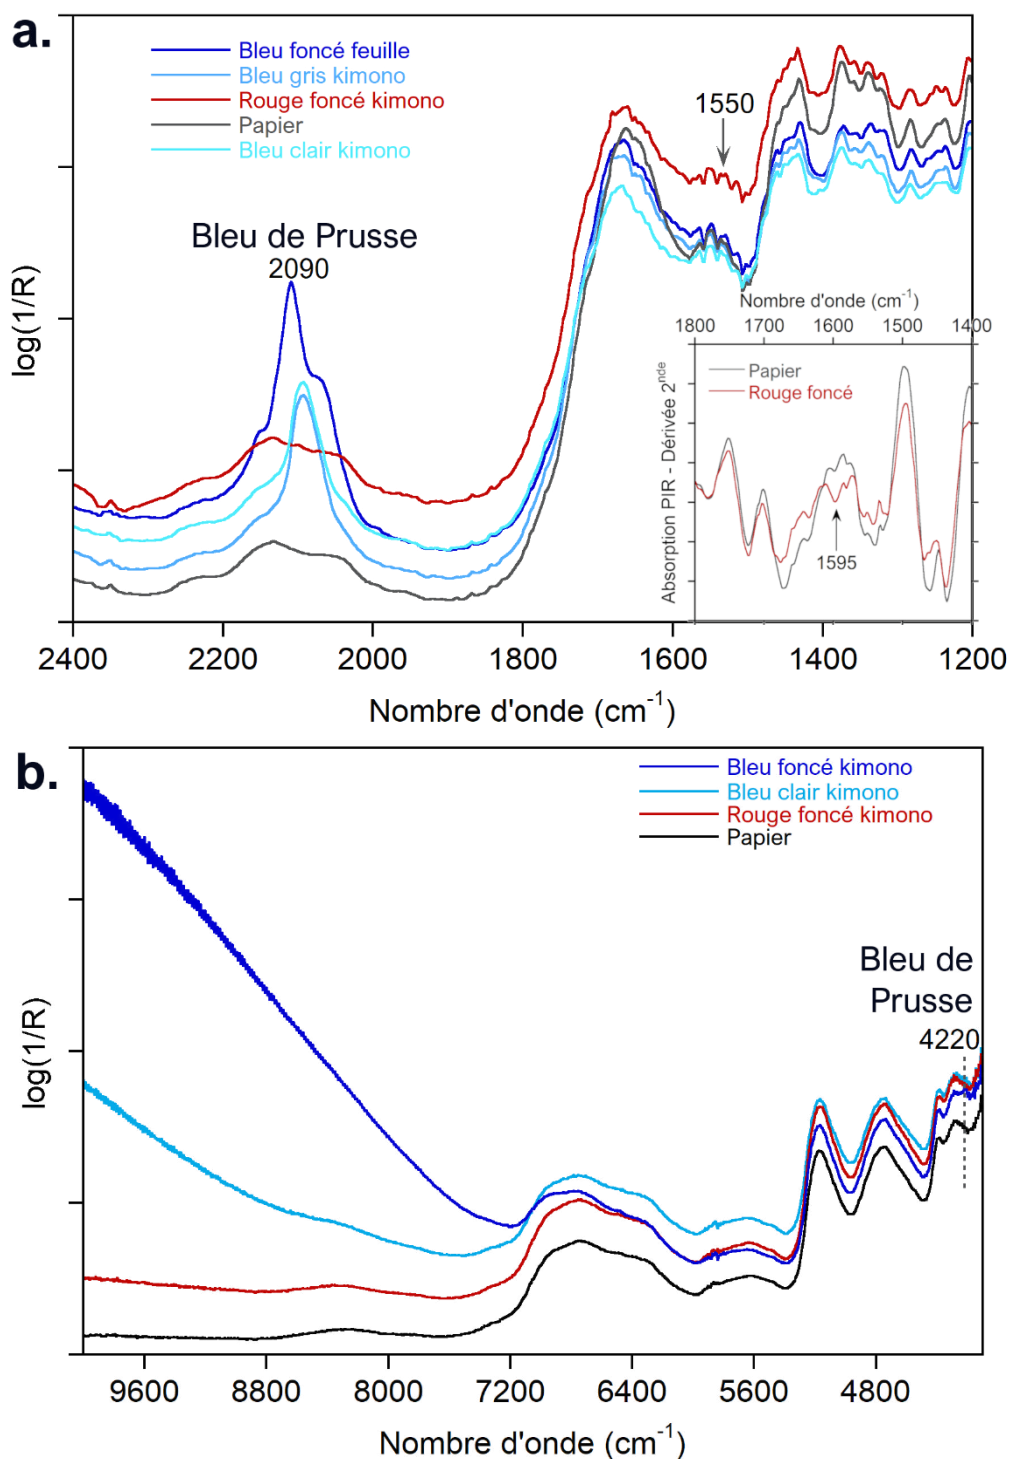 a.
Bleu foncé feuille
Bleu gris kimono
Rouge foncé kimono
Papier
Bleu clair kimono
1550
Bleu de Prusse
2090
log(1/R)
Nombre d'onde (cm⁻¹)
1800 1700 1600 1500 1400
Papier
Rouge foncé
Absorption PIR - Dérivée 2ⁿᵈᵉ
1595
2400 2200 2000 1800 1600 1400 1200
Nombre d'onde (cm⁻¹)
b.
Bleu foncé kimono
Bleu clair kimono
Rouge foncé kimono
Papier
Bleu de
Prusse
4220
log(1/R)
9600 8800 8000 7200 6400 5600 4800
Nombre d'onde (cm⁻¹)